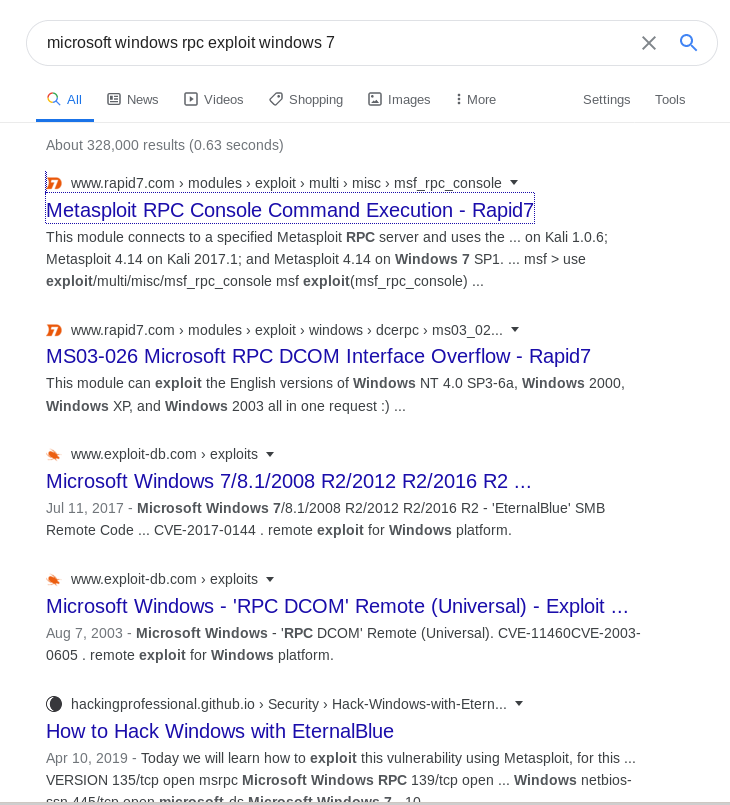 microsoft windows rpc exploit windows 7
All News Videos Shopping Images More Settings Tools
About 328,000 results (0.63 seconds)
www.rapid7.com › modules › exploit › multi › misc › msf_rpc_console
Metasploit RPC Console Command Execution - Rapid7
This module connects to a specified Metasploit RPC server and uses the ... on Kali 1.0.6;
Metasploit 4.14 on Kali 2017.1; and Metasploit 4.14 on Windows 7 SP1. ... msf > use
exploit/multi/misc/msf_rpc_console msf exploit(msf_rpc_console) ...
www.rapid7.com › modules › exploit › windows › dcerpc › ms03_02...
MS03-026 Microsoft RPC DCOM Interface Overflow - Rapid7
This module can exploit the English versions of Windows NT 4.0 SP3-6a, Windows 2000,
Windows XP, and Windows 2003 all in one request :) ...
www.exploit-db.com › exploits
Microsoft Windows 7/8.1/2008 R2/2012 R2/2016 R2 ...
Jul 11, 2017 - Microsoft Windows 7/8.1/2008 R2/2012 R2/2016 R2 - 'EternalBlue' SMB
Remote Code ... CVE-2017-0144 . remote exploit for Windows platform.
www.exploit-db.com › exploits
Microsoft Windows - 'RPC DCOM' Remote (Universal) - Exploit ...
Aug 7, 2003 - Microsoft Windows - 'RPC DCOM' Remote (Universal). CVE-11460CVE-2003-
0605 . remote exploit for Windows platform.
hackingprofessional.github.io › Security › Hack-Windows-with-Etern...
How to Hack Windows with EternalBlue
Apr 10, 2019 - Today we will learn how to exploit this vulnerability using Metasploit, for this ...
VERSION 135/tcp open msrpc Microsoft Windows RPC 139/tcp open ... Windows netbios-
ssn 445/tcp open microsoft-ds Microsoft Windows 7 - 10